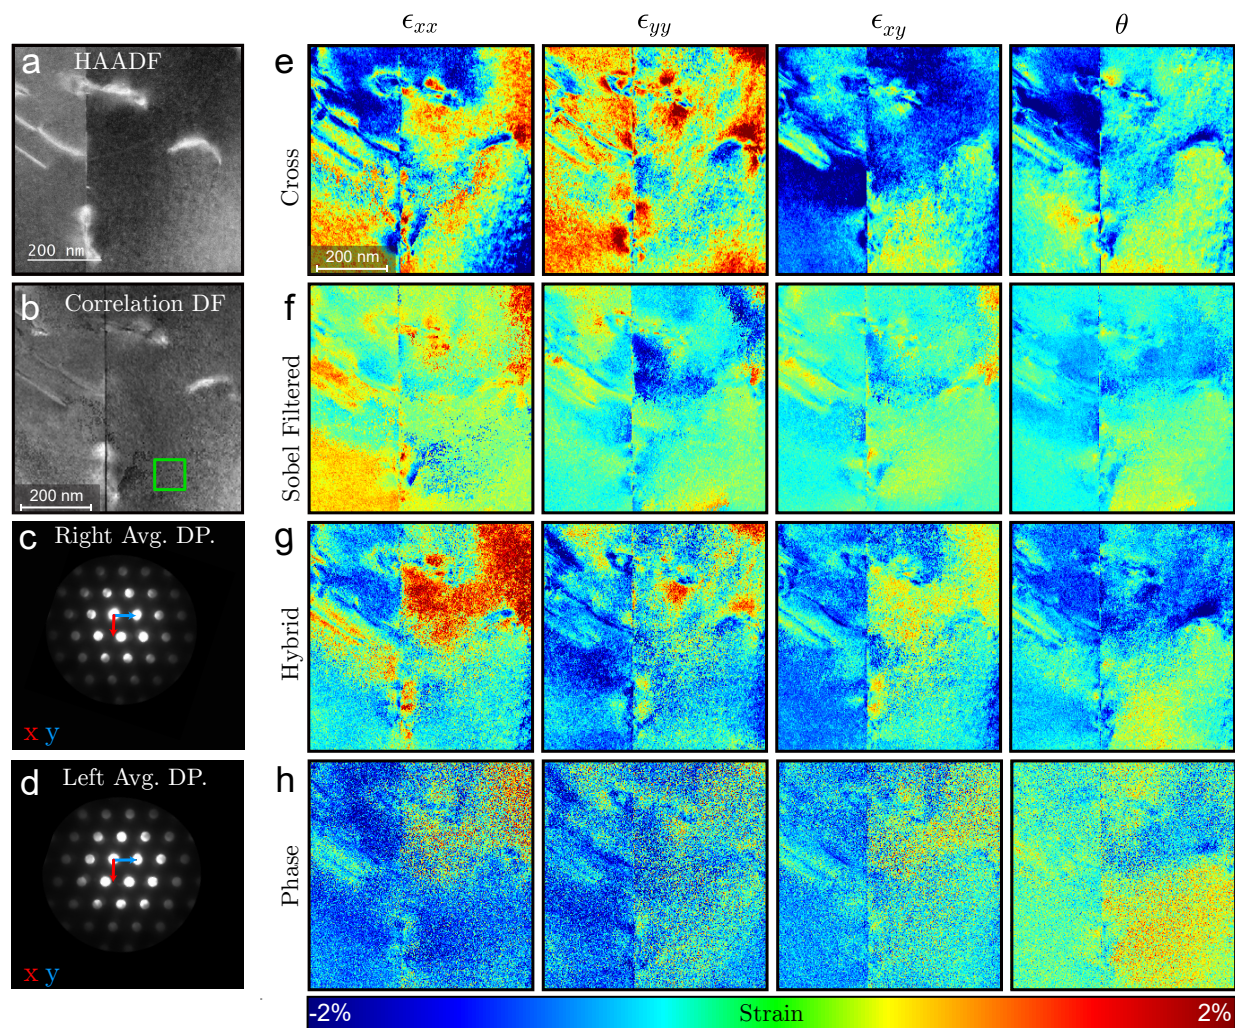 ϵxx ϵyy ϵxy θ
a HAADF
200 nm
b Correlation DF
200 nm
c Right Avg. DP.
x y
d Left Avg. DP.
x y
e Cross
200 nm
f Sobel Filtered
g Hybrid
h Phase
-2% Strain 2%